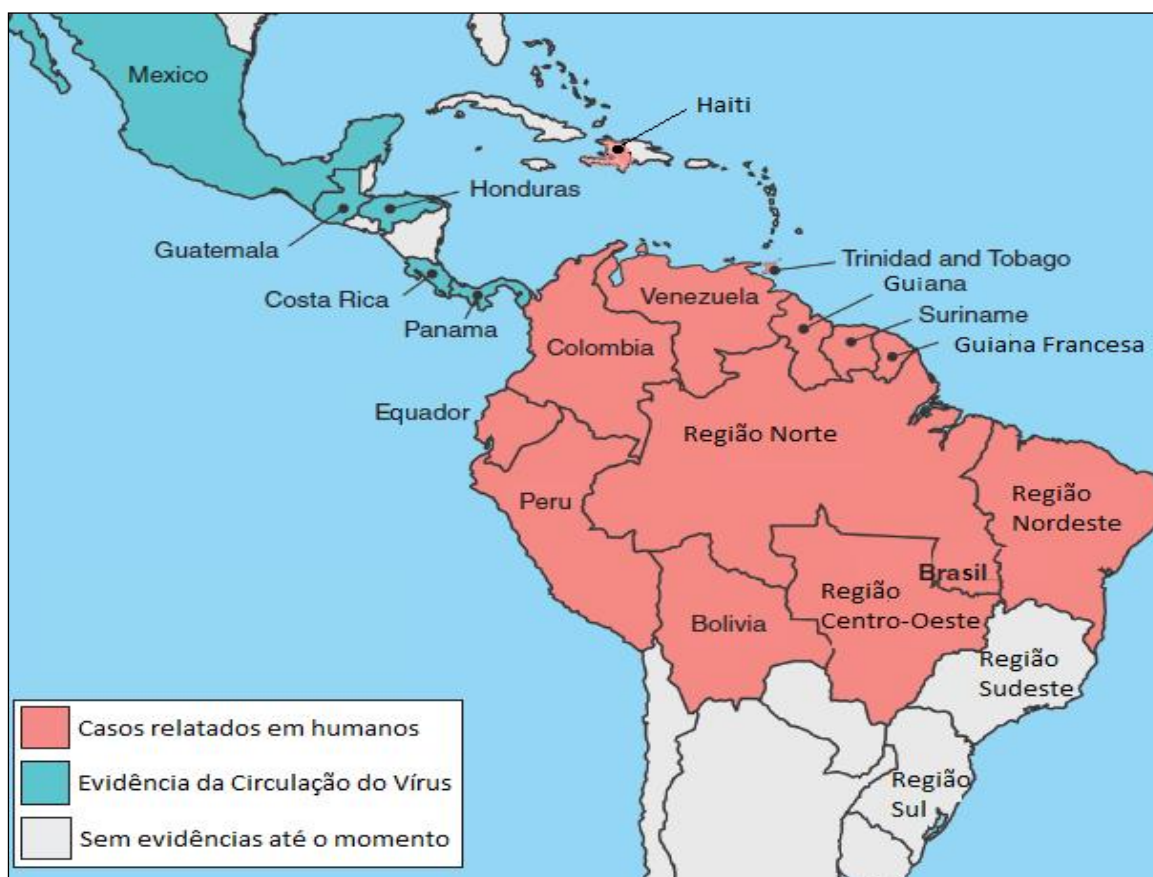 Mexico
Haiti
Honduras
Guatemala
Trinidad and Tobago
Guiana
Costa Rica
Venezuela
Suriname
Panama
Colombia
Guiana Francesa
Equador
Região Norte
Peru
Região
Nordeste
Brasil
Região
Centro-Oeste
Bolivia
Região
Sudeste
Região
Sul
Casos relatados em humanos
Evidência da Circulação do Vírus
Sem evidências até o momento